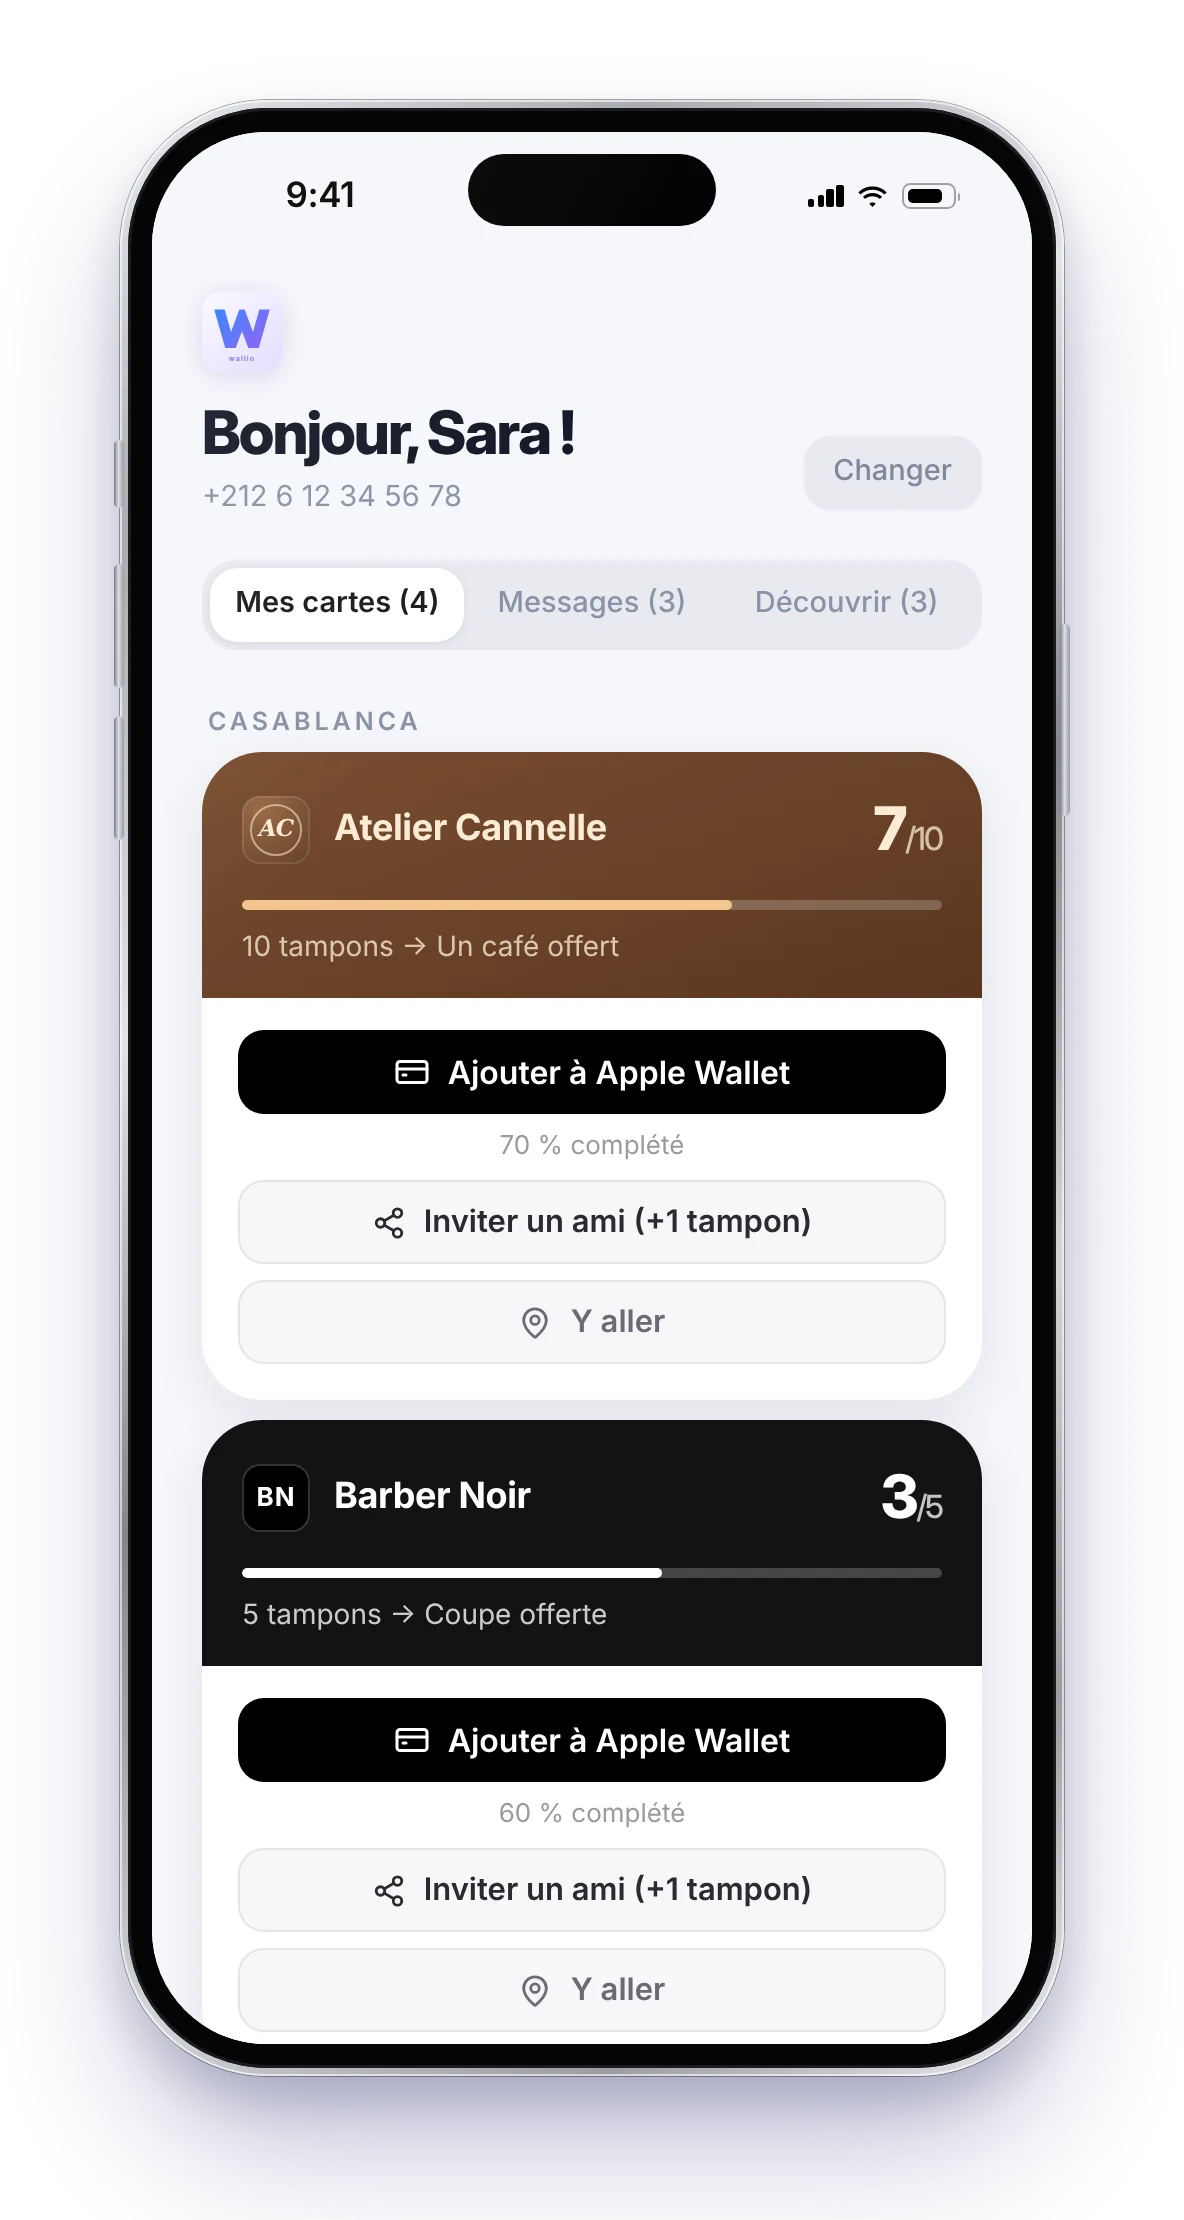 9:41
W
wallio
Bonjour, Sara !
+212 6 12 34 56 78
Changer
Mes cartes (4)
Messages (3)
Découvrir (3)
CASABLANCA
AC
Atelier Cannelle
7/10
10 tampons → Un café offert
Ajouter à Apple Wallet
70 % complété
Inviter un ami (+1 tampon)
Y aller
BN
Barber Noir
3/5
5 tampons → Coupe offerte
Ajouter à Apple Wallet
60 % complété
Inviter un ami (+1 tampon)
Y aller